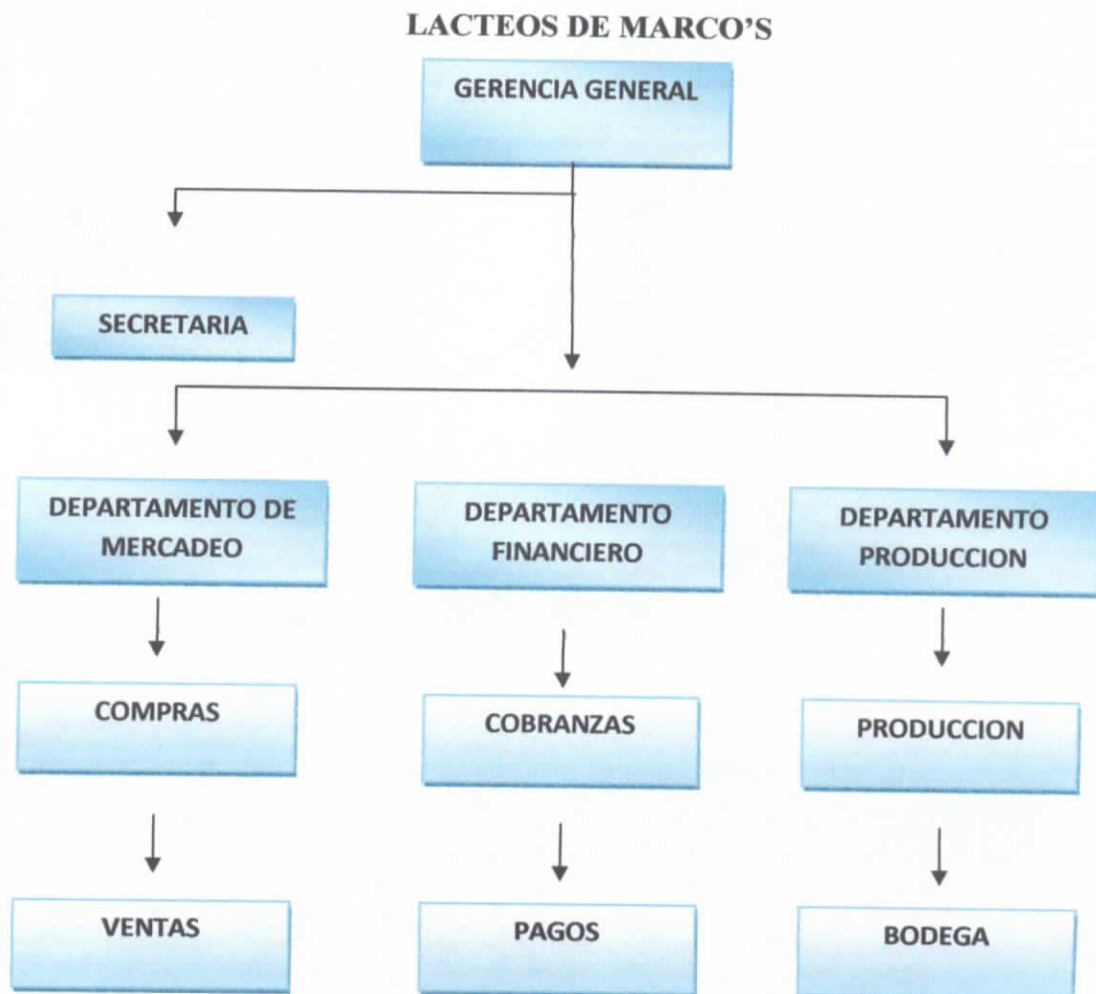 LACTEOS DE MARCO'S
GERENCIA GENERAL
SECRETARIA
DEPARTAMENTO DE
MERCADEO
DEPARTAMENTO
FINANCIERO
DEPARTAMENTO
PRODUCCION
COMPRAS
COBRANZAS
PRODUCCION
VENTAS
PAGOS
BODEGA